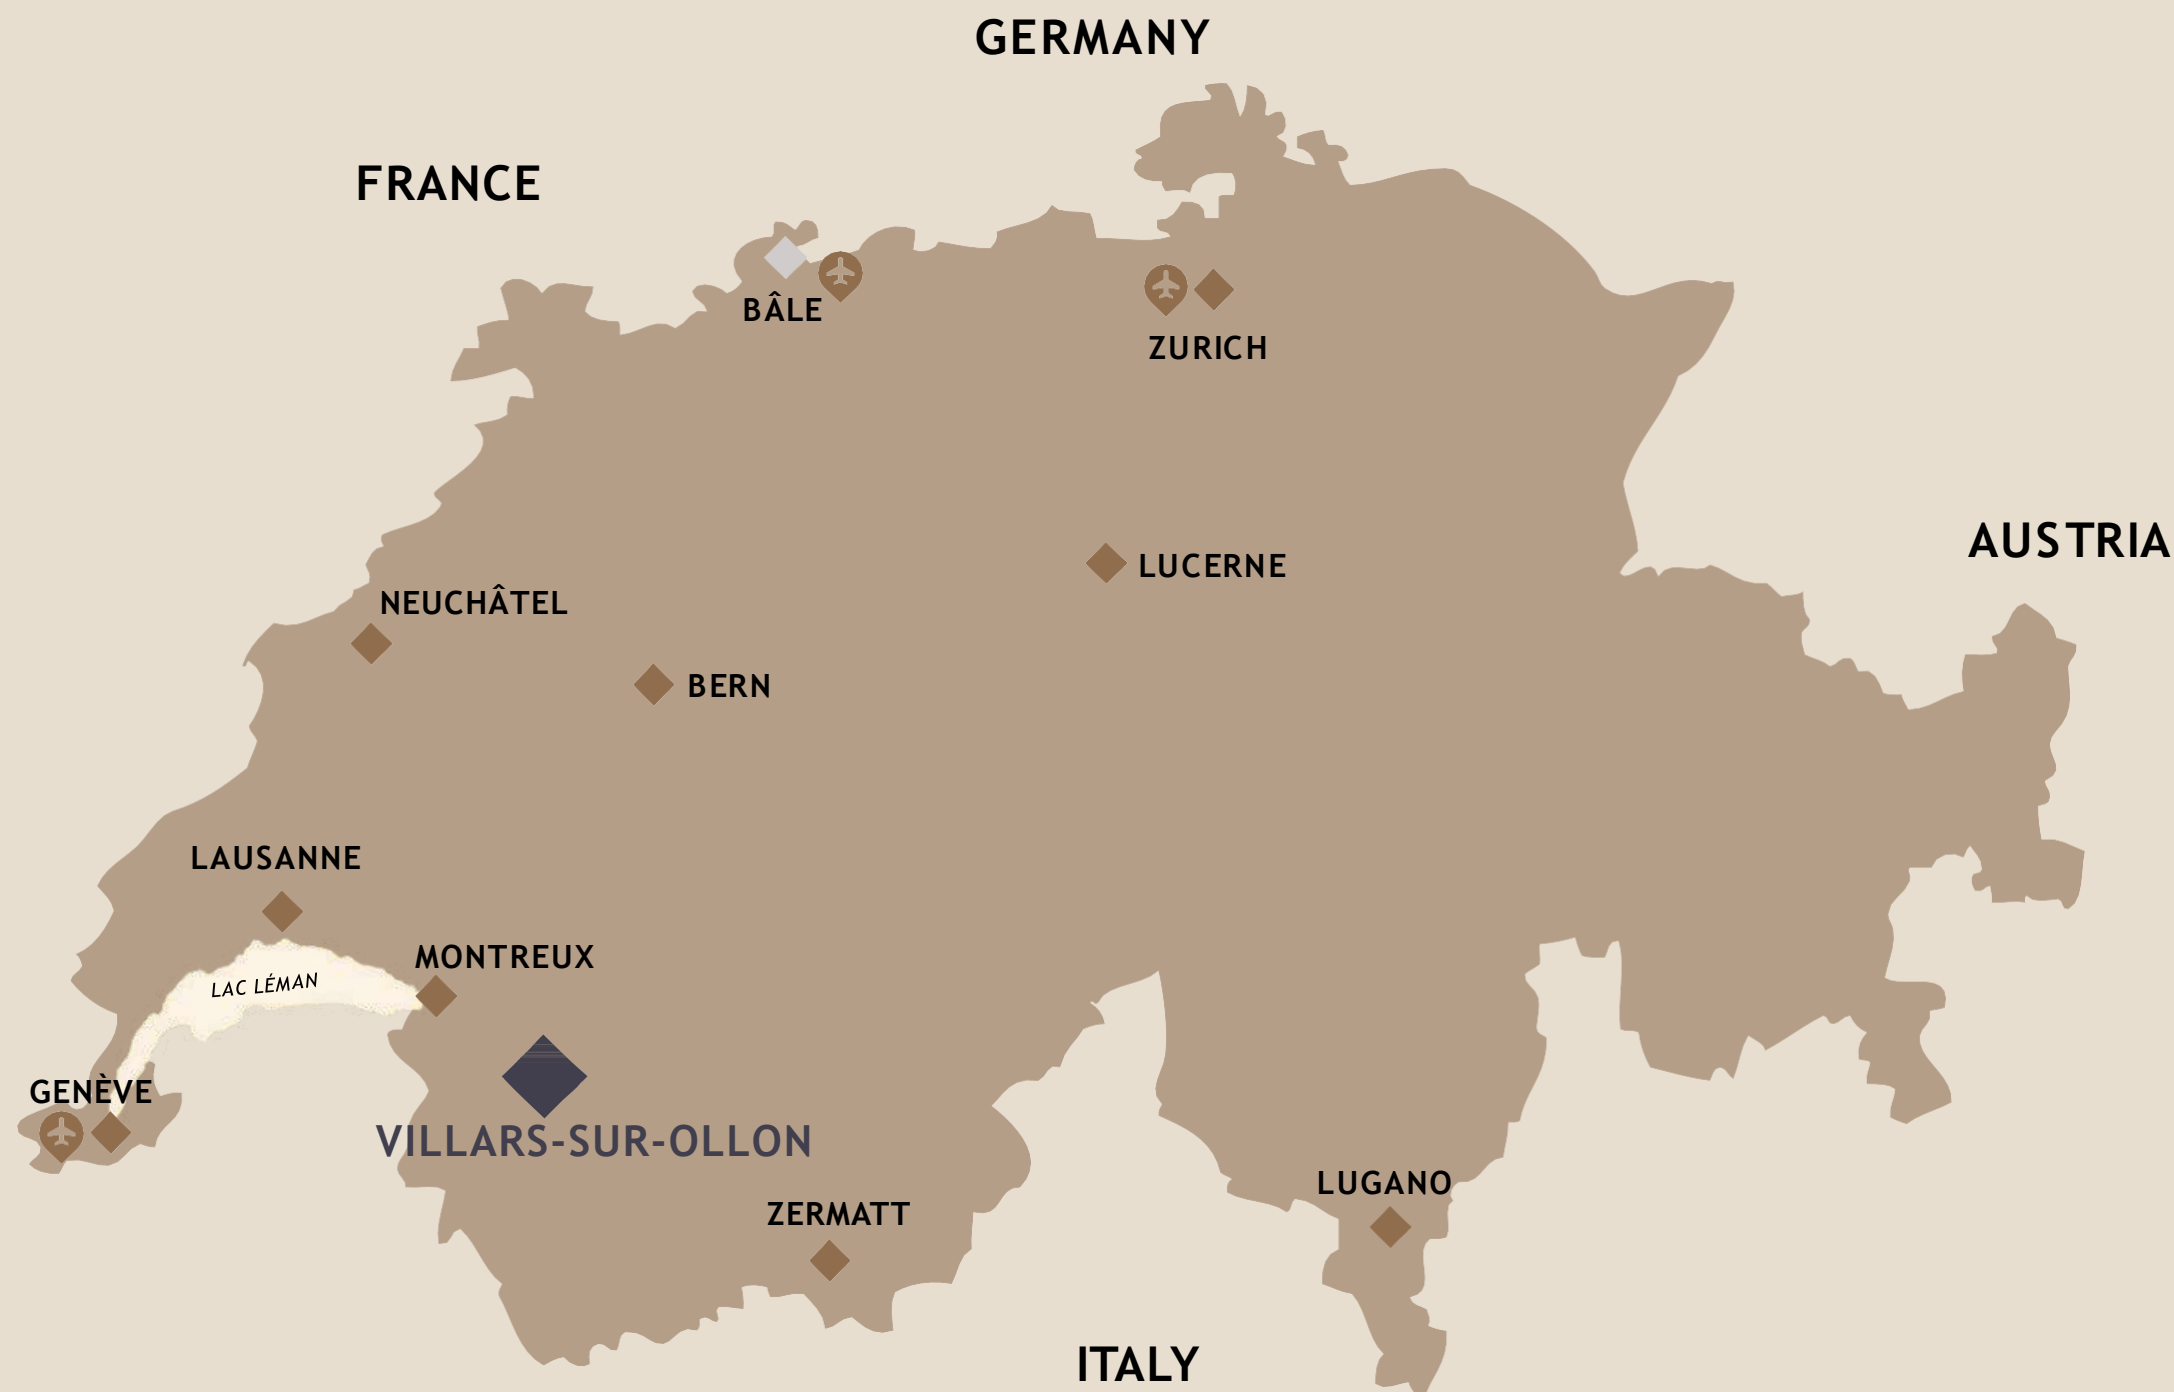 GERMANY
FRANCE
BÂLE
ZURICH
AUSTRIA
LUCERNE
NEUCHÂTEL
BERN
LAUSANNE
MONTREUX
LAC LÉMAN
GENÈVE
VILLARS-SUR-OLLON
LUGANO
ZERMATT
ITALY